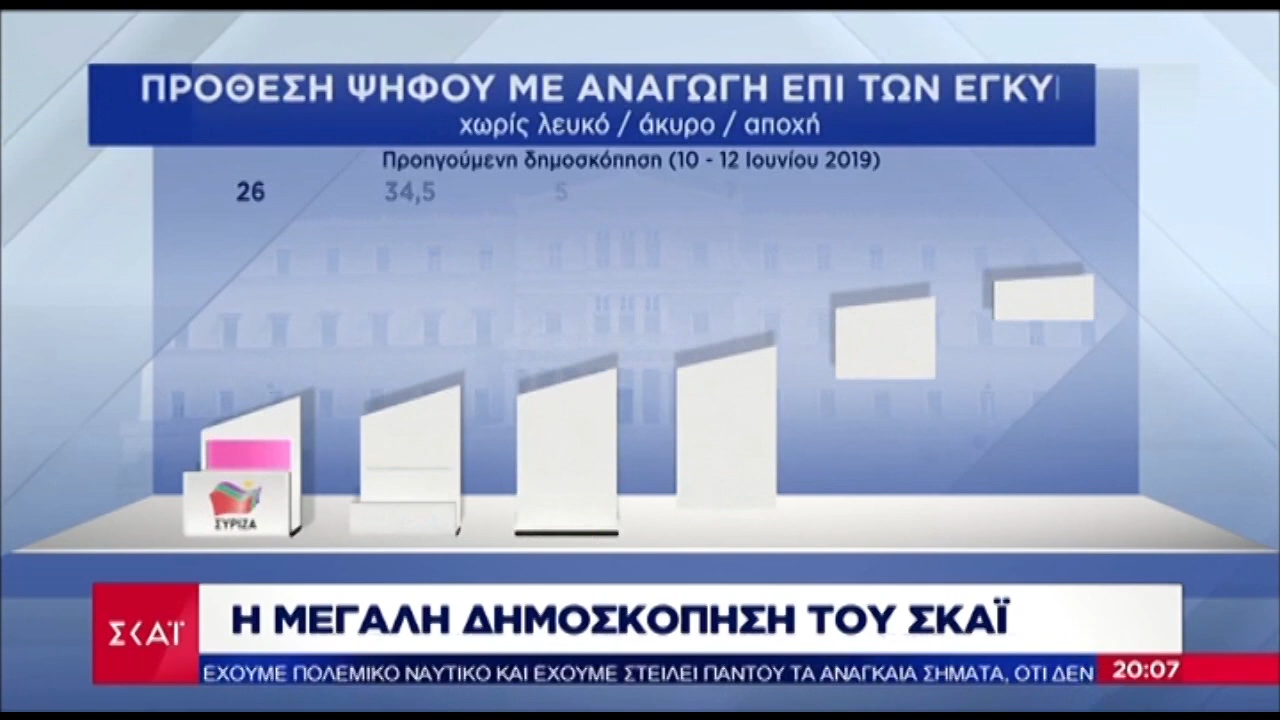 ΠΡΟΘΕΣΗ ΨΗΦΟΥ ΜΕ ΑΝΑΓΩΓΗ ΕΠΙ ΤΩΝ ΕΓΚΥ
χωρίς λευκό / άκυρο / αποχή
Προηγούμενη δημοσκόπηση (10 - 12 Ιουνίου 2019)
26 34,5 5
ΣΥΡΙΖΑ
ΣΚΑΪ Η ΜΕΓΑΛΗ ΔΗΜΟΣΚΟΠΗΣΗ ΤΟΥ ΣΚΑΪ
ΕΧΟΥΜΕ ΠΟΛΕΜΙΚΟ ΝΑΥΤΙΚΟ ΚΑΙ ΕΧΟΥΜΕ ΣΤΕΙΛΕΙ ΠΑΝΤΟΥ ΤΑ ΑΝΑΓΚΑΙΑ ΣΗΜΑΤΑ, ΟΤΙ ΔΕΝ 20:07